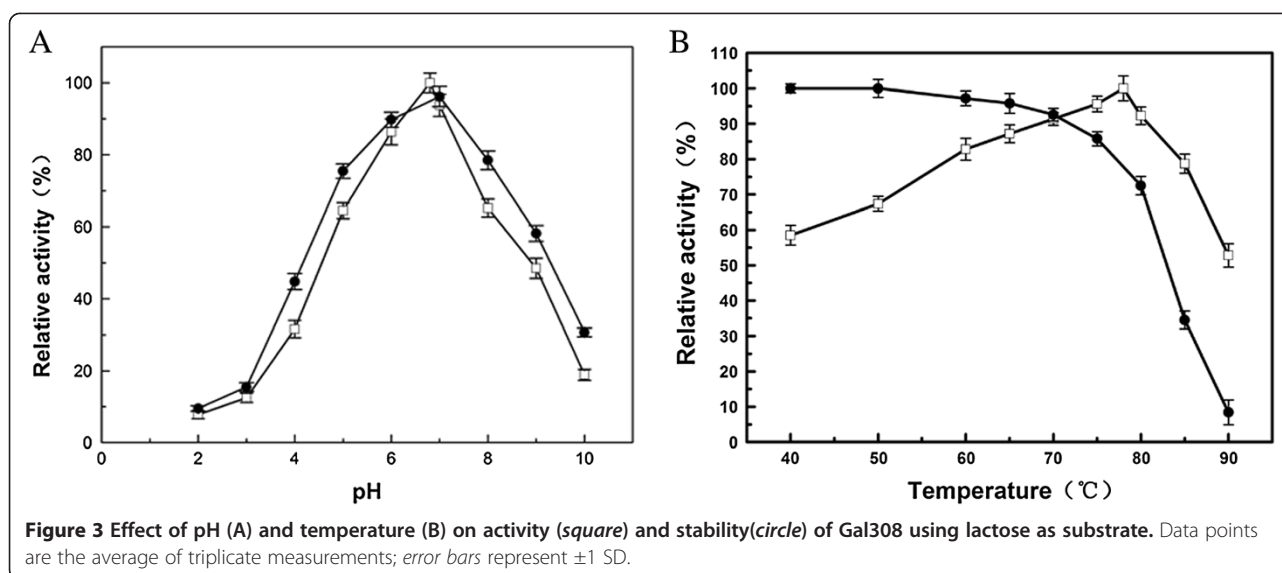 A
Relative activity (%)
100
80
60
40
20
0
0 2 4 6 8 10
pH
B
Relative activity (%)
110
100
90
80
70
60
50
40
30
20
10
0
40 50 60 70 80 90
Temperature (℃)
Figure 3 Effect of pH (A) and temperature (B) on activity (square) and stability(circle) of Gal308 using lactose as substrate. Data points
are the average of triplicate measurements; error bars represent ±1 SD.